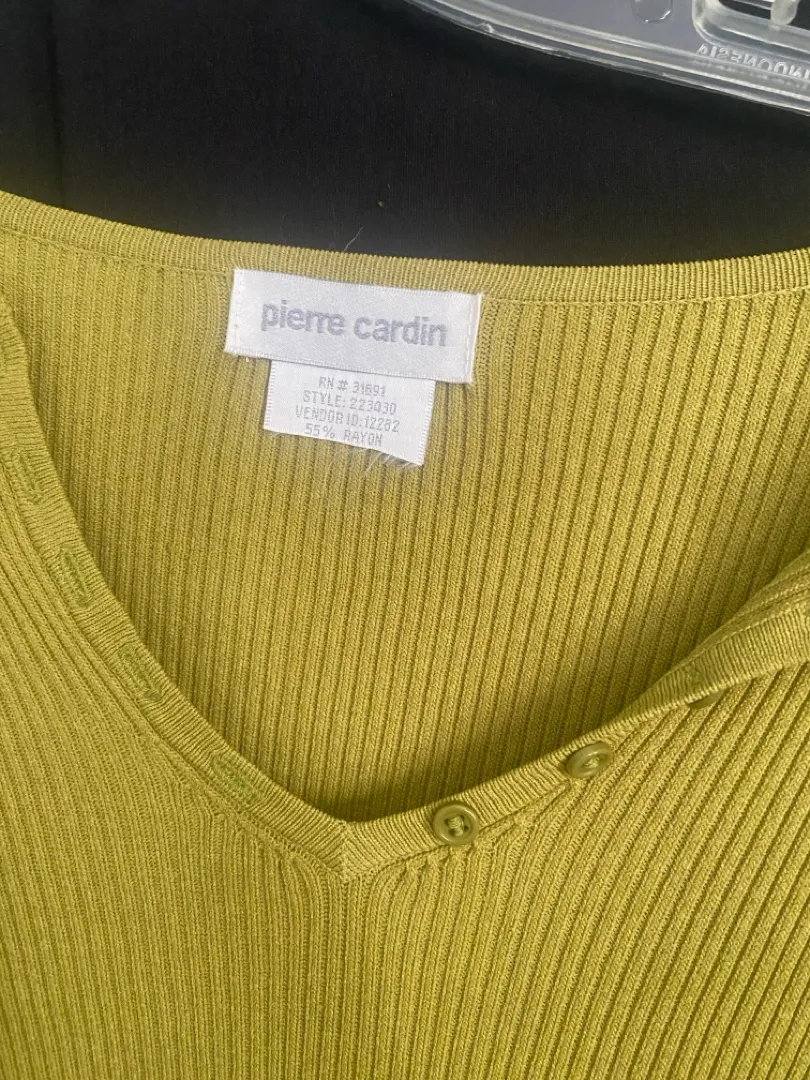 pierre cardin
RN # 31691
STYLE: 223030
VENDOR ID:12282
55% RAYON